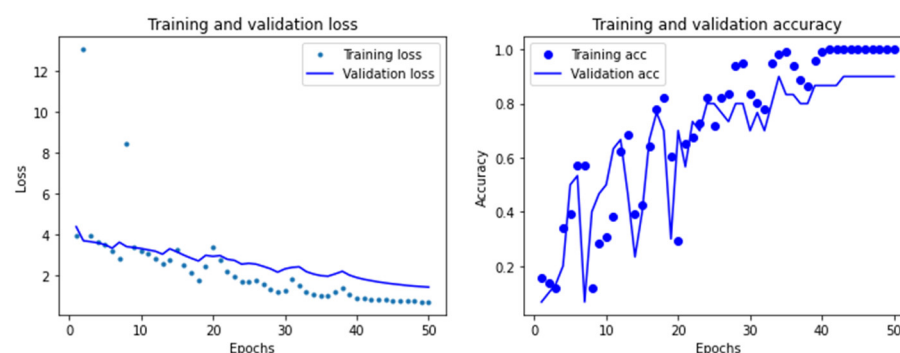 Training and validation loss
Training loss
Validation loss
12
10
8
6
4
2
Loss
0
10
20
30
40
50
Epochs
Training and validation accuracy
Training acc
Validation acc
1.0
0.8
0.6
0.4
0.2
Accuracy
0
10
20
30
40
50
Epochs